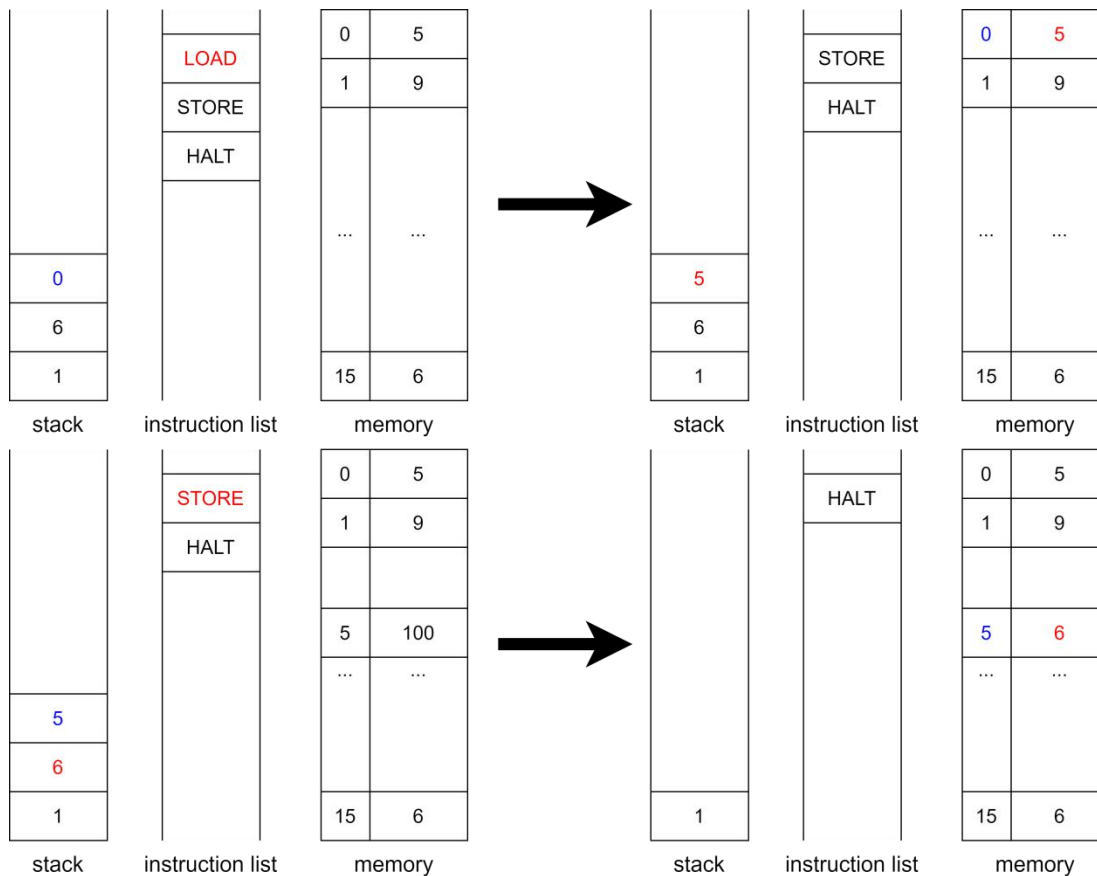 0 5
LOAD
STORE
1 9
STORE
HALT
1 9
HALT
0 5
... ...
0
6
1
15 6
5
6
1
... ...
15 6
stack instruction list memory
stack instruction list memory
STORE
HALT
0 5
1 9
5 100
... ...
5
6
1
15 6
HALT
0 5
1 9
5 6
... ...
1
15 6
stack instruction list memory
stack instruction list memory